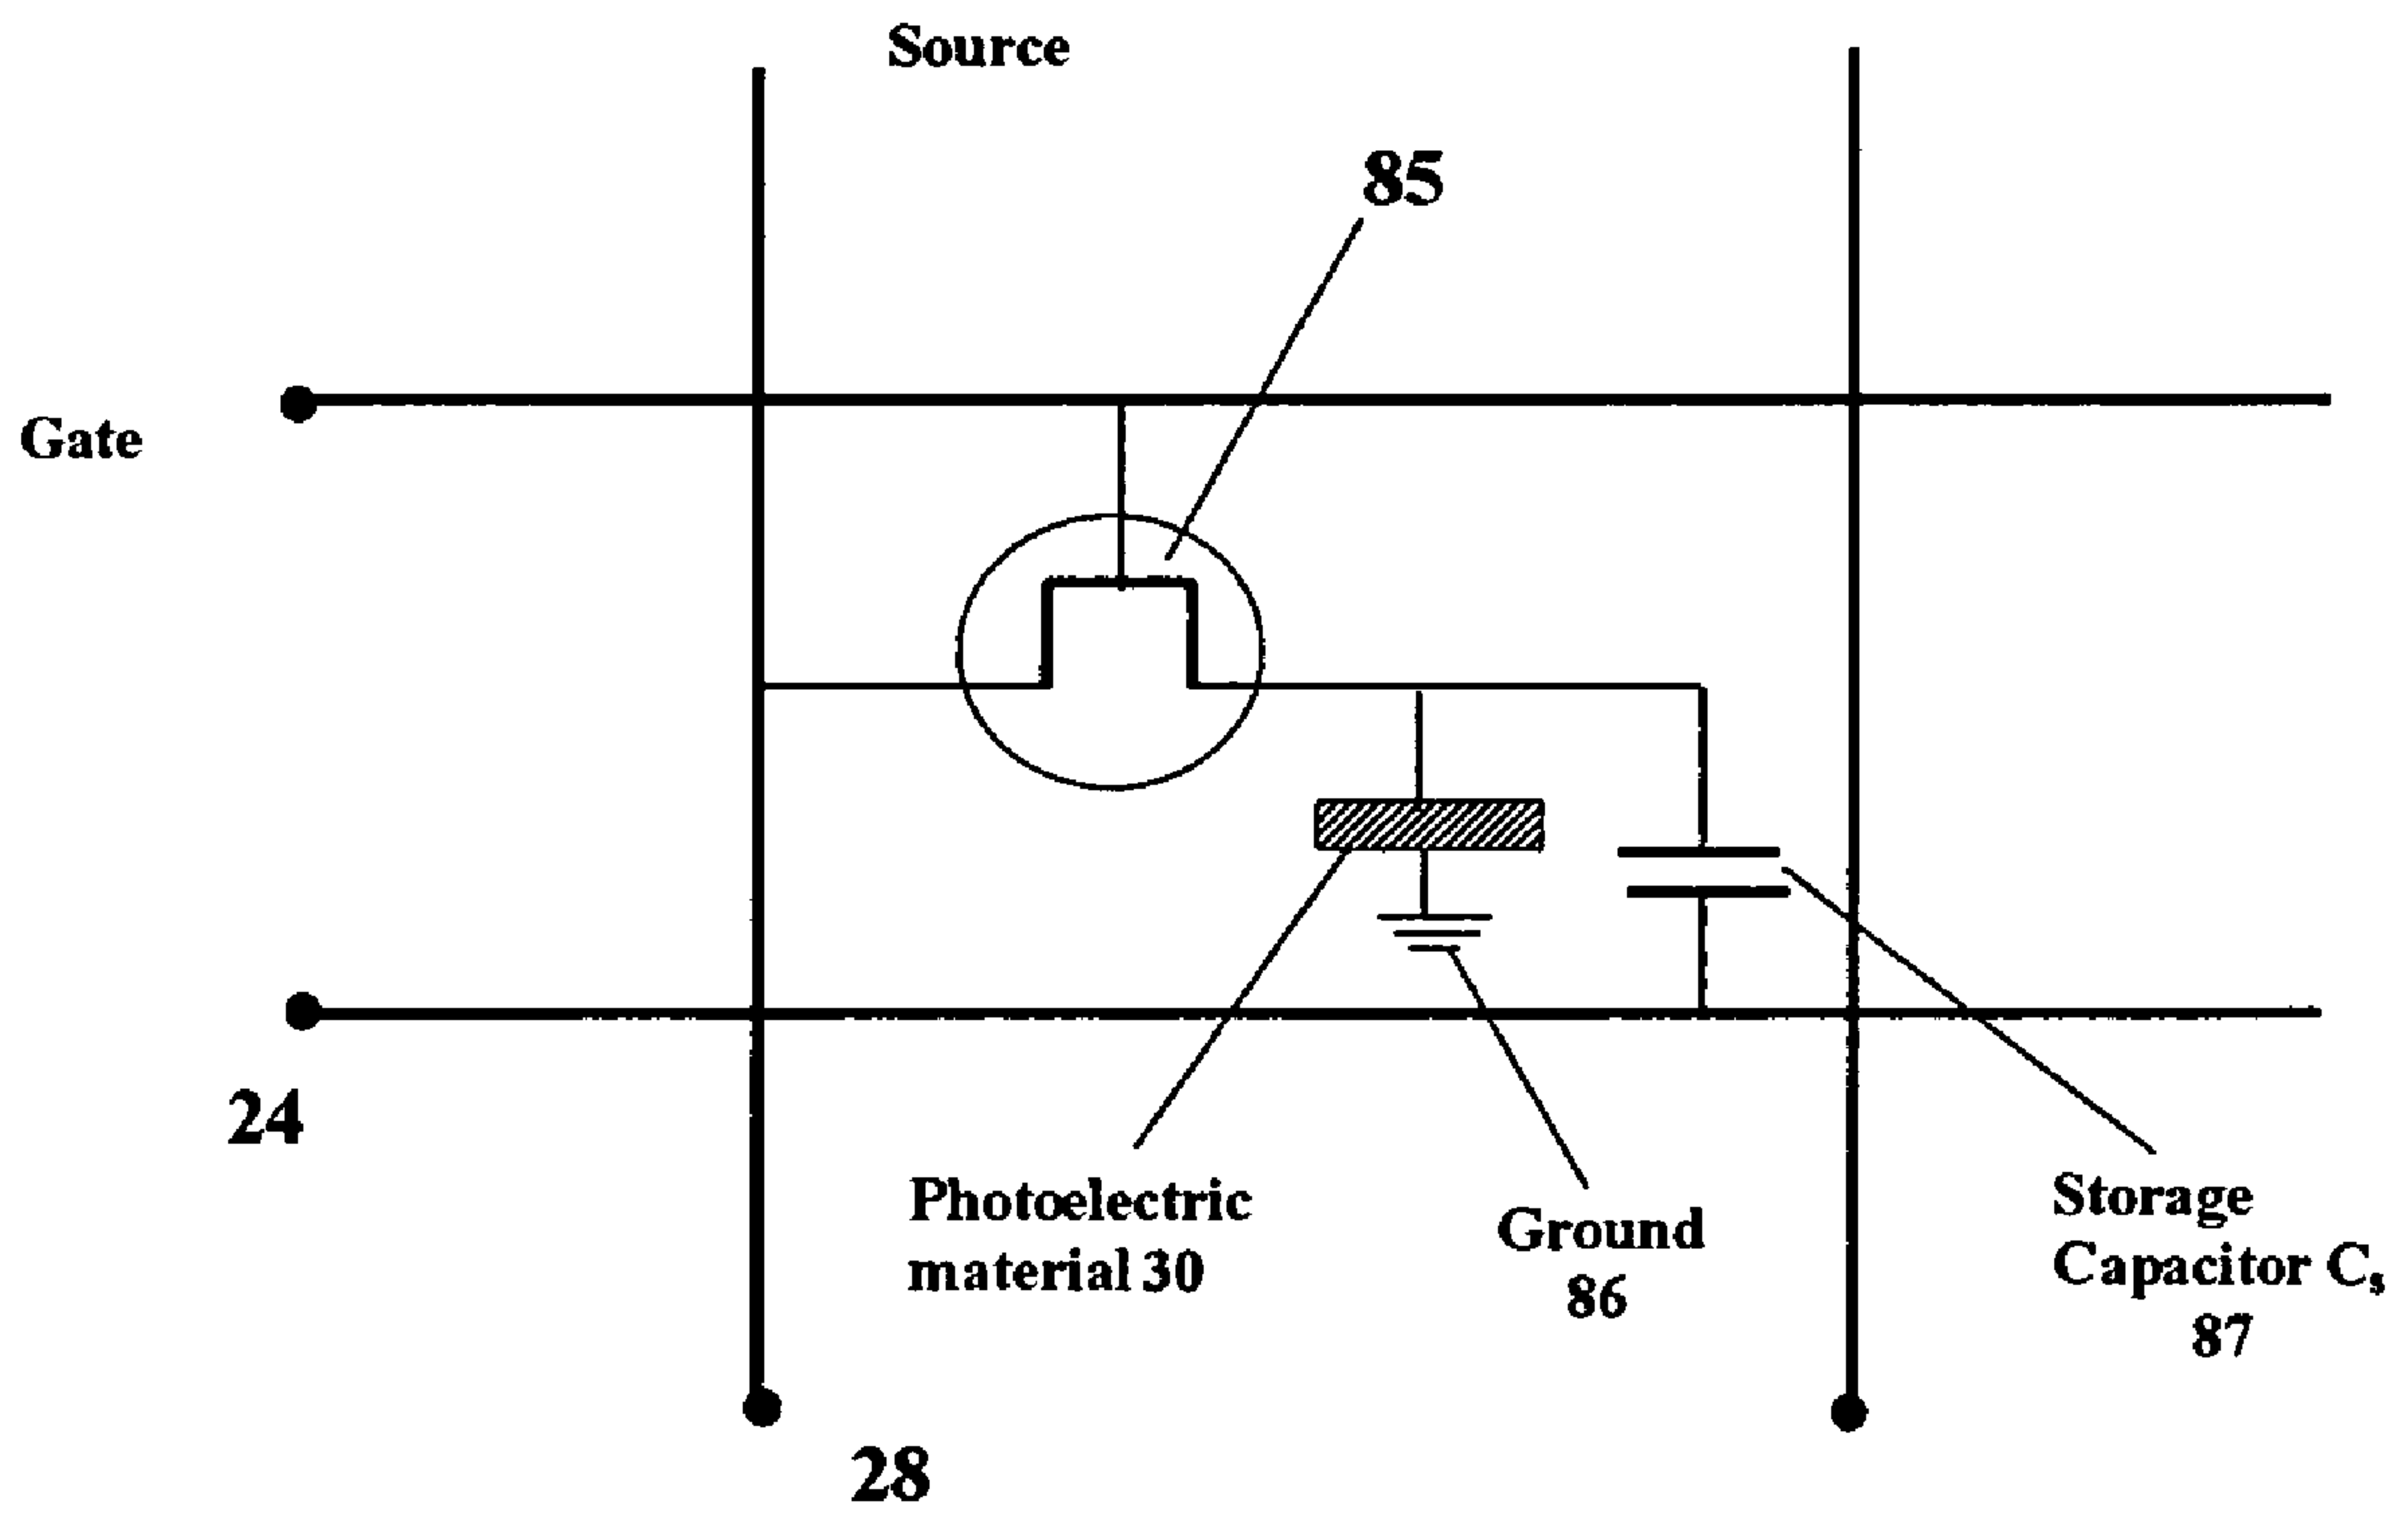 Source
85
Gate
24
Photoelectric
material 30
Ground
86
Storage
Capacitor Cs
87
28